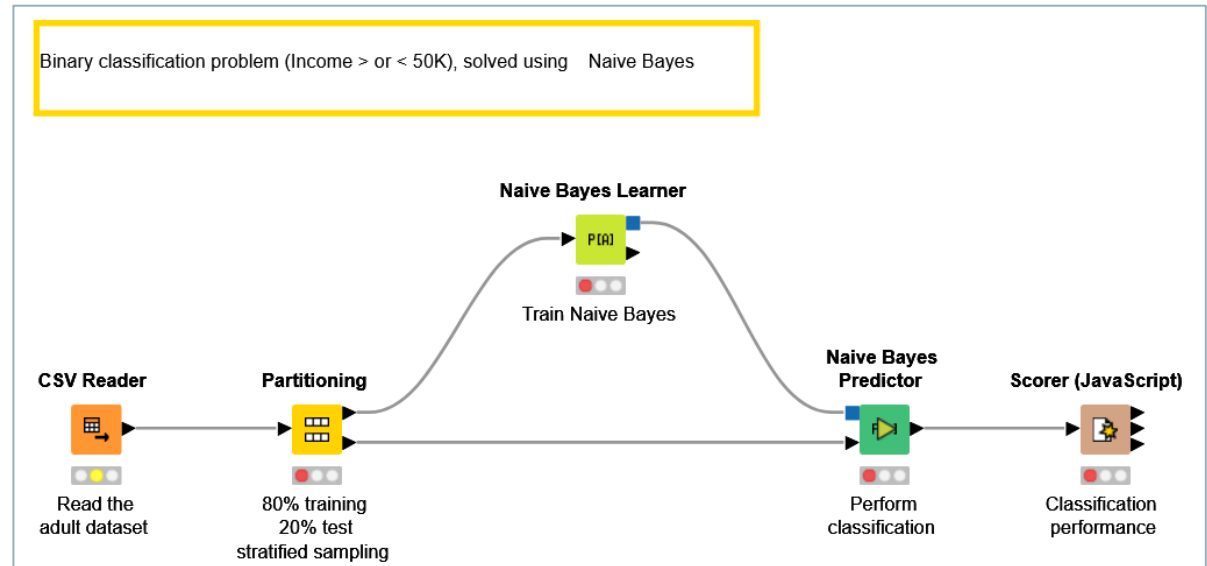 Binary classification problem (Income > or < 50K), solved using    Naive Bayes
Naive Bayes Learner
P[A]
Train Naive Bayes
CSV Reader
Partitioning
Naive Bayes
Predictor
Scorer (JavaScript)
Read the
adult dataset
80% training
20% test
stratified sampling
Perform
classification
Classification
performance